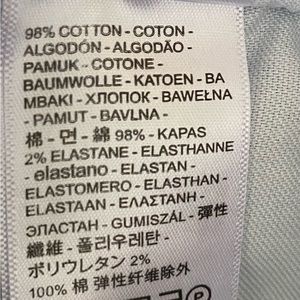 98% COTTON - COTON -
ALGODÓN - ALGODÃO -
PAMUK - COTONE -
BAUMWOLLE - KATOEN - BA
MBAKI - ХЛОПОК - BAWEŁNA
- PAMUT - BAVLNA -
棉 - 면 - 綿 98% - KAPAS
2% ELASTANE - ELASTHANNE
- elastano - ELASTAN -
ELASTOMERO - ELASTHAN -
ELASTAAN - ΕΛΑΣΤΑΝΗ -
ЭЛАСТАН - GUMISZÁL - 彈性
纖維 - 폴리우레탄 -
ポリウレタン 2%
100% 棉 弹性纤维除外